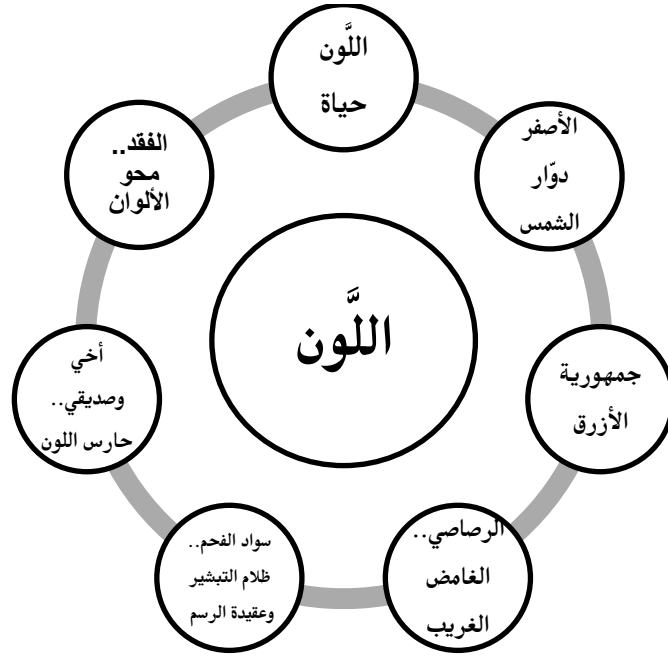 اللَّون
حياة
الأصفر
دوّار
الشمس
جمهورية
الأزرق
الرصاصي..
الغامض
الغريب
سواد الفحم..
ظلام التبشير
وعقيدة الرسم
أخي
وصديقي..
حارس اللون
الفقد..
محو
الألوان
اللَّون